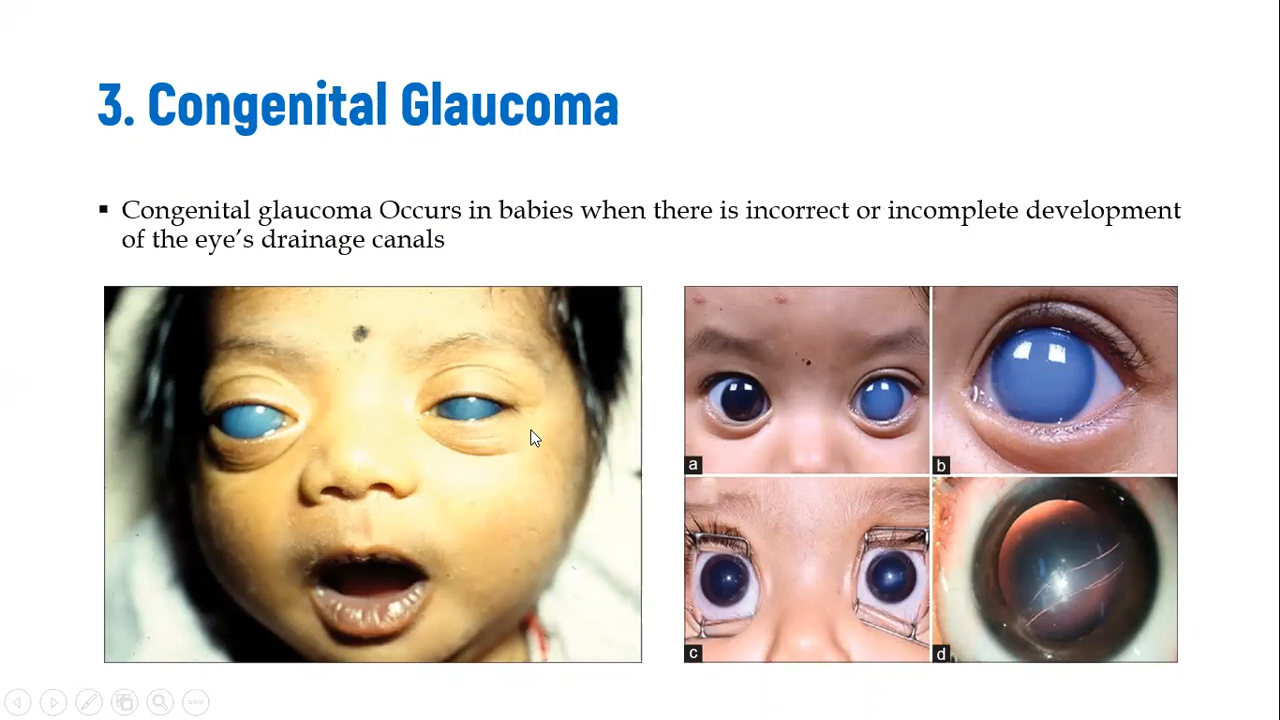 3. Congenital Glaucoma
▪ Congenital glaucoma Occurs in babies when there is incorrect or incomplete development
of the eye’s drainage canals
a
b
c
d